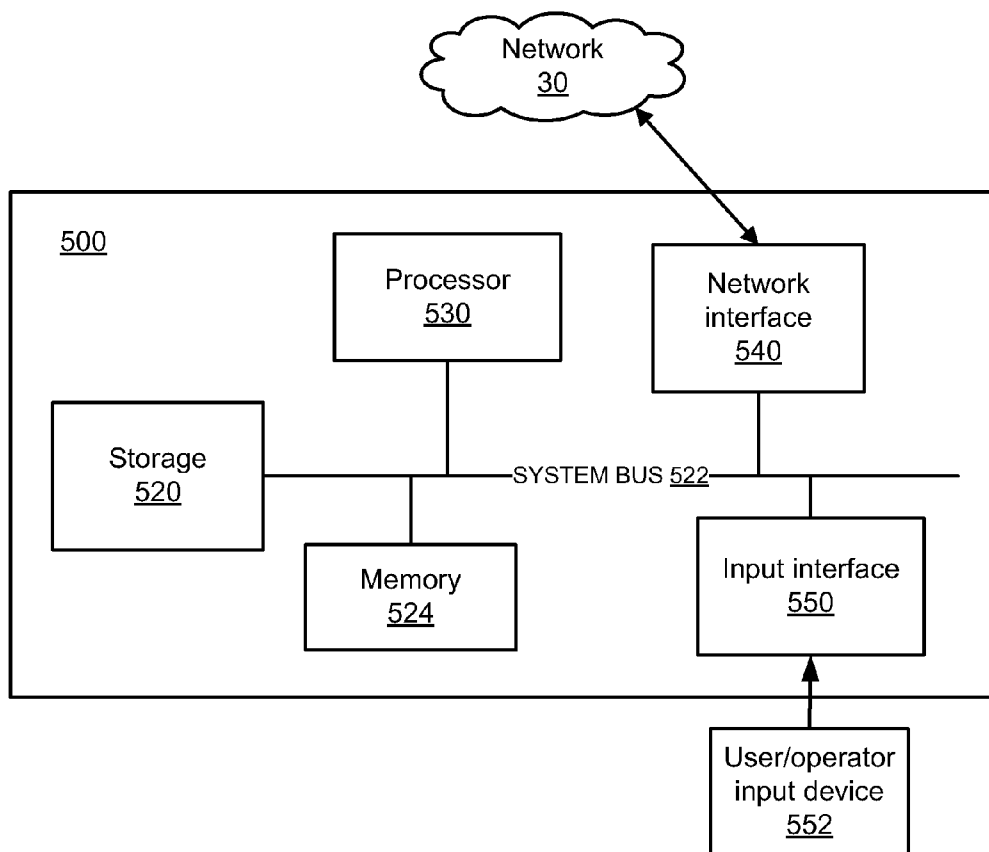 Network
30
500
Processor
530
Network
interface
540
Storage
520
SYSTEM BUS 522
Memory
524
Input interface
550
User/operator
input device
552